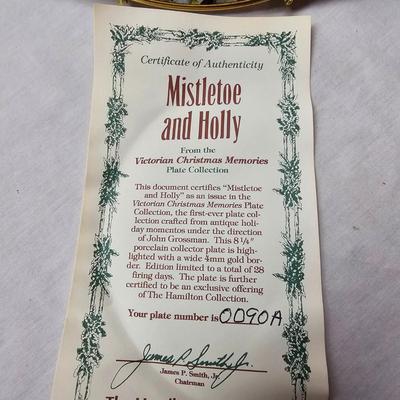 Certificate of Authenticity
Mistletoe
and Holly
From the
Victorian Christmas Memories
Plate Collection
This document certifies "Mistletoe
and Holly" as an issue in the
Victorian Christmas Memories Plate
Collection, the first-ever plate col-
lection crafted from antique holi-
day momentos under the direction
of John Grossman. This 8 1/4"
porcelain collector plate is high-
lighted with a wide 4mm gold bor-
der. Edition limited to a total of 28
firing days. The plate is further
certified to be an exclusive offering
of The Hamilton Collection.
Your plate number is 0090A
James P. Smith, Jr.
James P. Smith, Jr.
Chairman